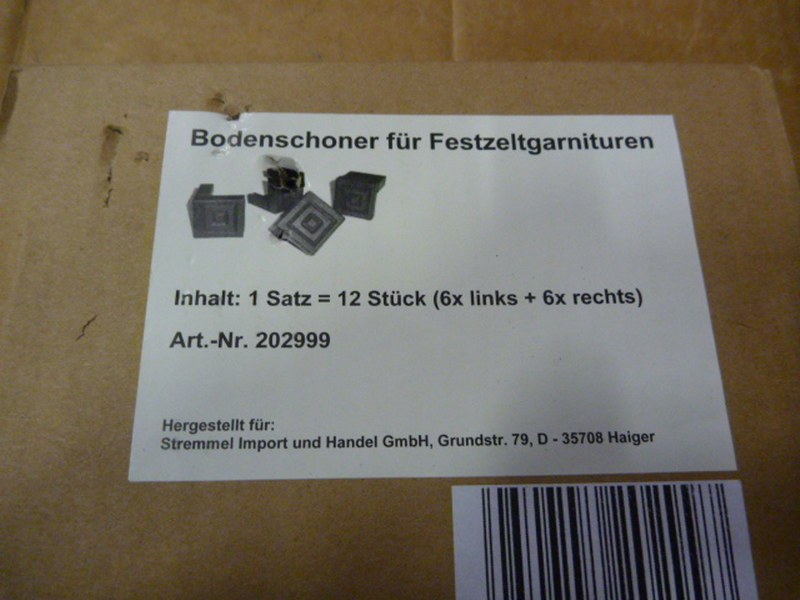 Bodenschoner für Festzeltgarnituren
Inhalt: 1 Satz = 12 Stück (6x links + 6x rechts)
Art.-Nr. 202999
Hergestellt für:
Stremmel Import und Handel GmbH, Grundstr. 79, D - 35708 Haiger